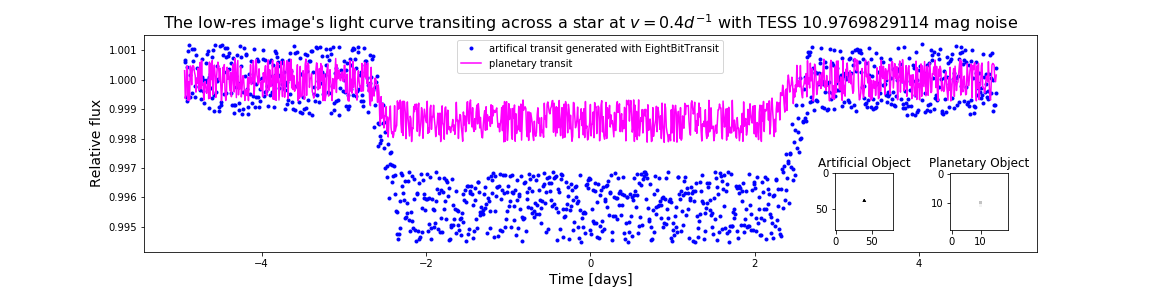 The low-res image's light curve transiting across a star at v = 0.4d⁻¹ with TESS 10.9769829114 mag noise
artifical transit generated with EightBitTransit
planetary transit
Relative flux
1.001
1.000
0.999
0.998
0.997
0.996
0.995
Artificial Object
0
50
0
50
Planetary Object
0
10
0
10
−4
−2
0
2
4
Time [days]